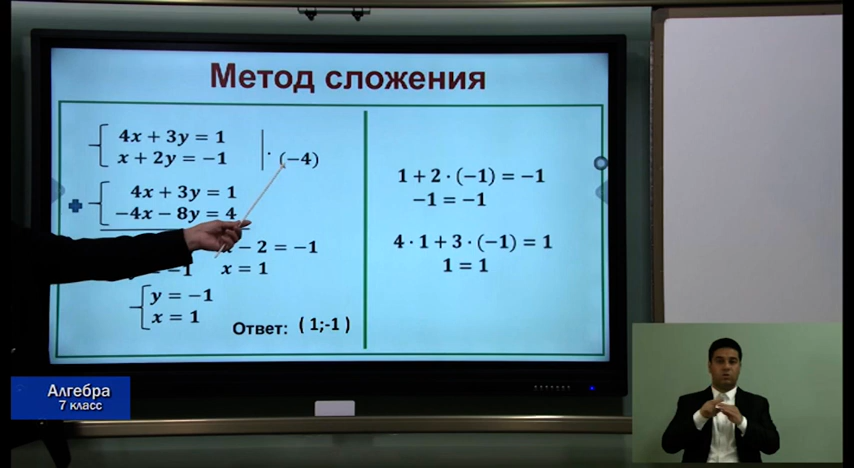 Метод сложения
4x + 3y = 1
x + 2y = −1
· (−4)
4x + 3y = 1
−4x − 8y = 4
− 2 = −1
x = 1
y = −1
x = 1
Ответ: ( 1;-1 )
1 + 2 · (−1) = −1
−1 = −1
4 · 1 + 3 · (−1) = 1
1 = 1
Алгебра
7 класс